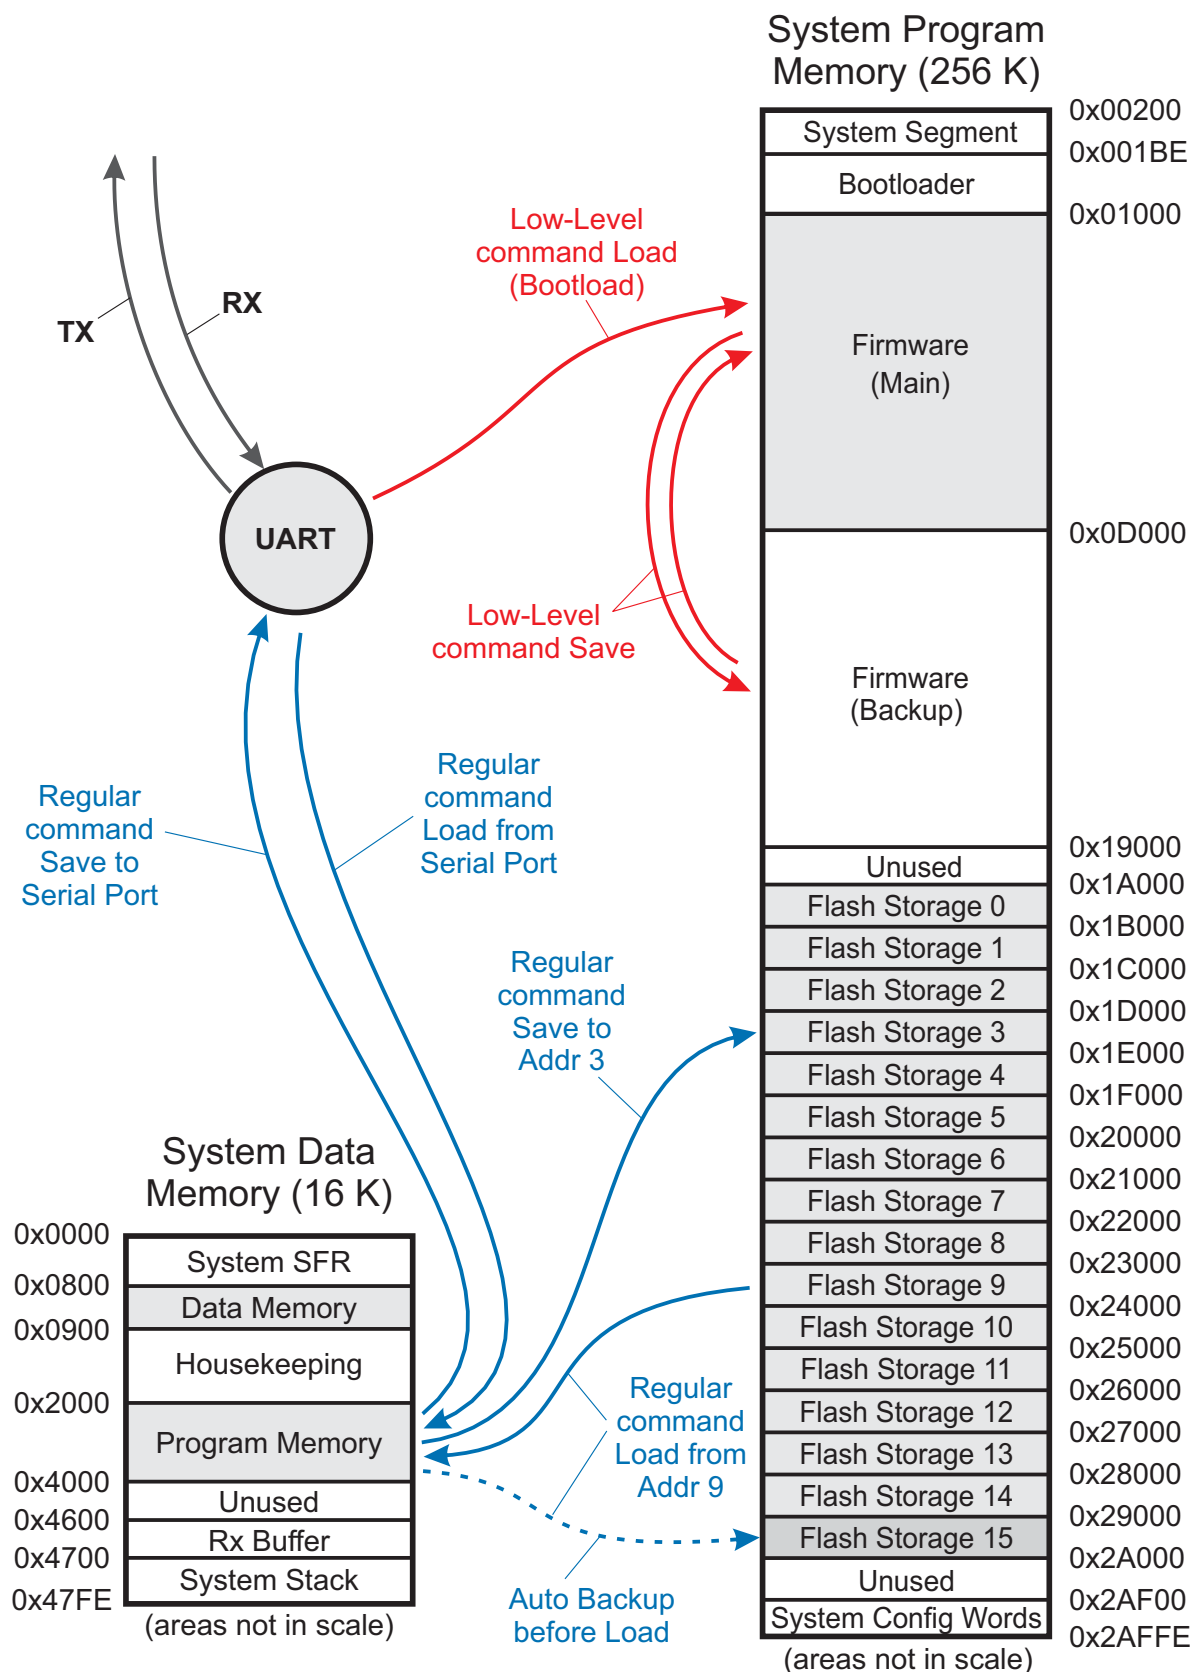 System Program
Memory (256 K)
0x00200
System Segment
0x001BE
Bootloader
0x01000
Low-Level
command Load
(Bootload)
RX
TX
Firmware
(Main)
UART
0x0D000
Low-Level
command Save
Firmware
(Backup)
Regular
command
Save to
Serial Port
Regular
command
Load from
Serial Port
0x19000
Unused
0x1A000
Flash Storage 0
0x1B000
Flash Storage 1
0x1C000
Flash Storage 2
0x1D000
Flash Storage 3
0x1E000
Flash Storage 4
0x1F000
Flash Storage 5
0x20000
Flash Storage 6
0x21000
Flash Storage 7
0x22000
Flash Storage 8
0x23000
Flash Storage 9
0x24000
Flash Storage 10
0x25000
Flash Storage 11
0x26000
Flash Storage 12
0x27000
Flash Storage 13
0x28000
Flash Storage 14
0x29000
Flash Storage 15
0x2A000
Unused
0x2AF00
System Config Words
0x2AFFE
(areas not in scale)
Regular
command
Save to
Addr 3
System Data
Memory (16 K)
0x0000
System SFR
0x0800
Data Memory
0x0900
Housekeeping
0x2000
Program Memory
0x4000
Unused
0x4600
Rx Buffer
0x4700
System Stack
0x47FE
(areas not in scale)
Regular
command
Load from
Addr 9
Auto Backup
before Load